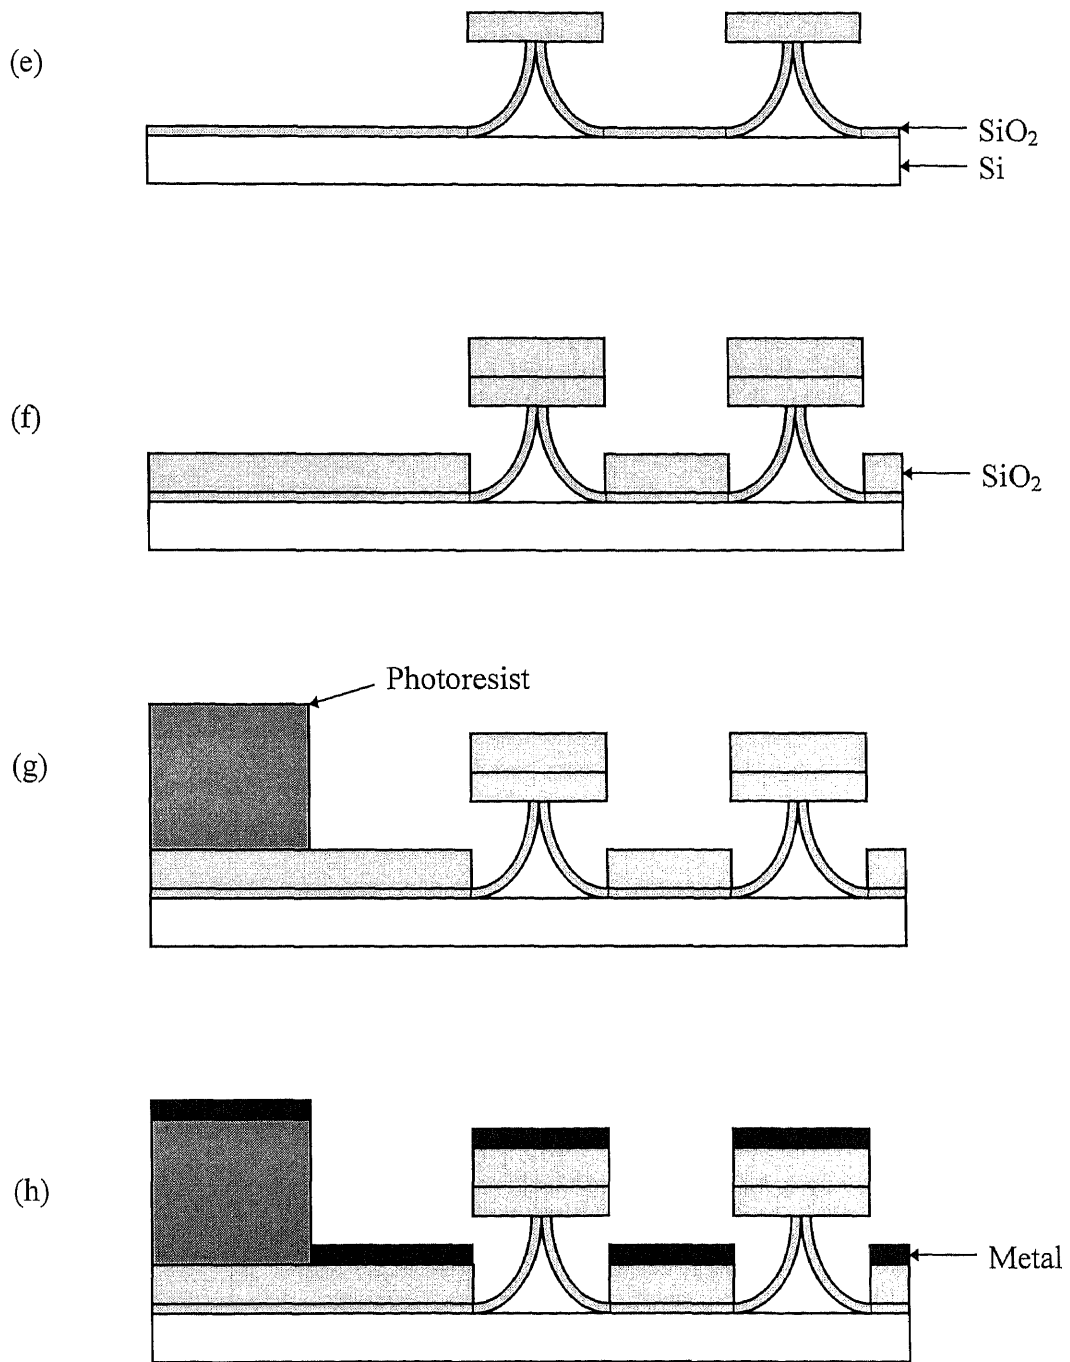 (e)
SiO₂
Si
(f)
SiO₂
Photoresist
(g)
(h)
Metal